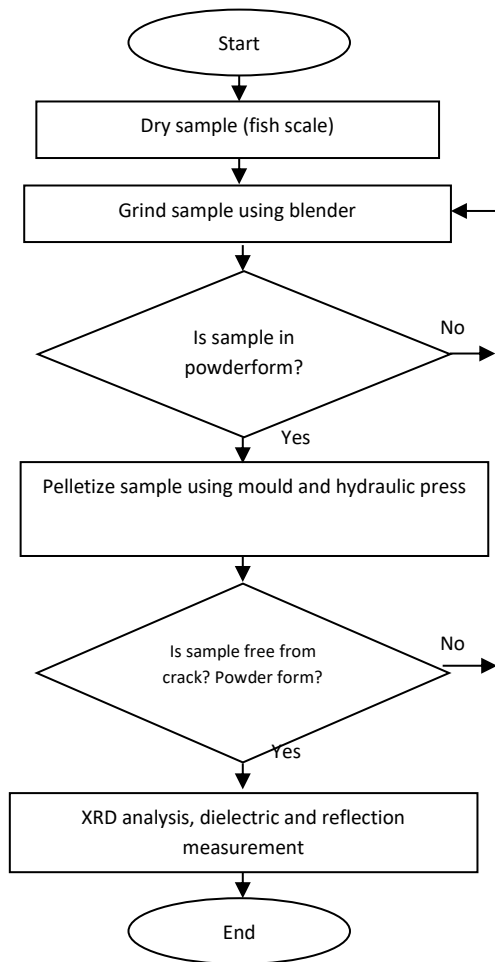 Start
Dry sample (fish scale)
Grind sample using blender
Is sample in
powderform?
No
Yes
Pelletize sample using mould and hydraulic press
Is sample free from
crack? Powder form?
No
Yes
XRD analysis, dielectric and reflection
measurement
End